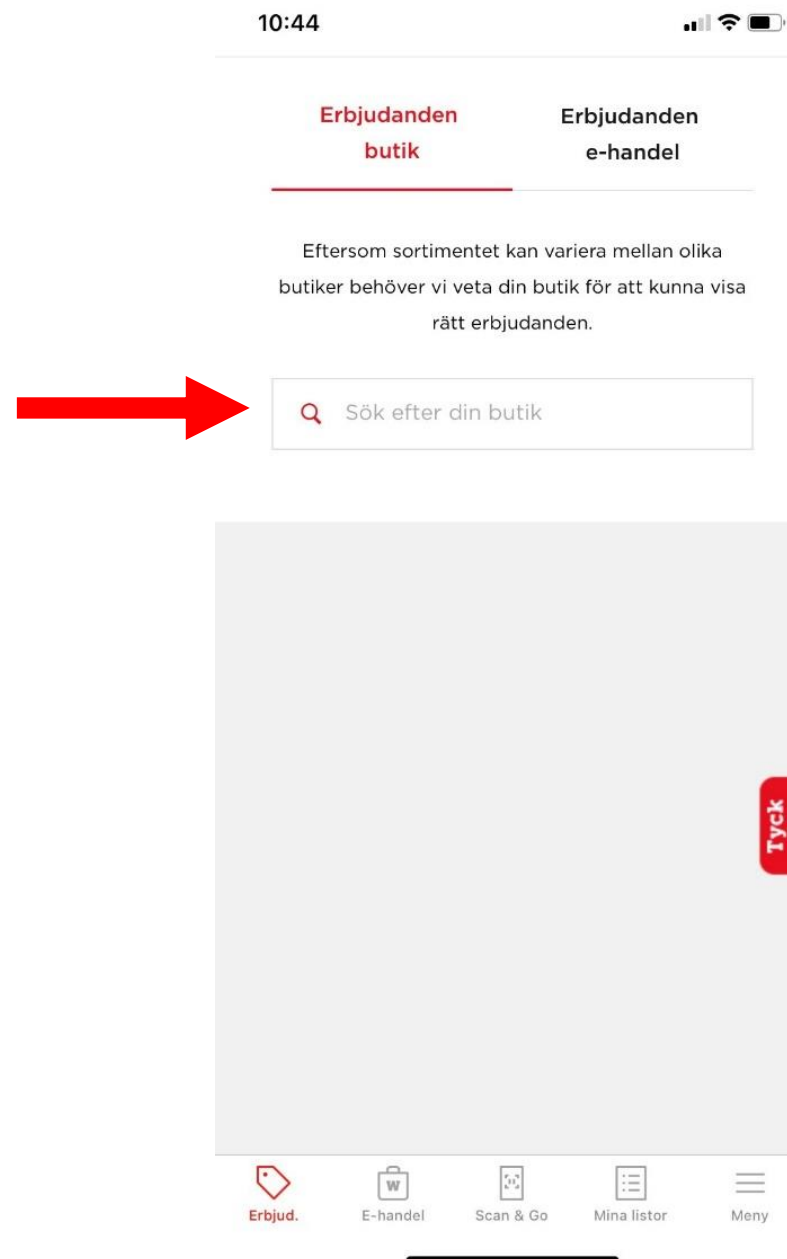 10:44
Erbjudanden
butik
Erbjudanden
e-handel
Eftersom sortimentet kan variera mellan olika
butiker behöver vi veta din butik för att kunna visa
rätt erbjudanden.
Sök efter din butik
Tyck
W
Erbjud.
E-handel
Scan & Go
Mina listor
Meny